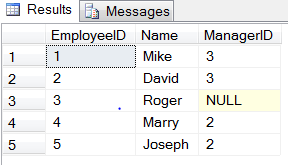 Results Messages
EmployeeID Name ManagerID
1 1 Mike 3
2 2 David 3
3 3 Roger NULL
4 4 Marry 2
5 5 Joseph 2